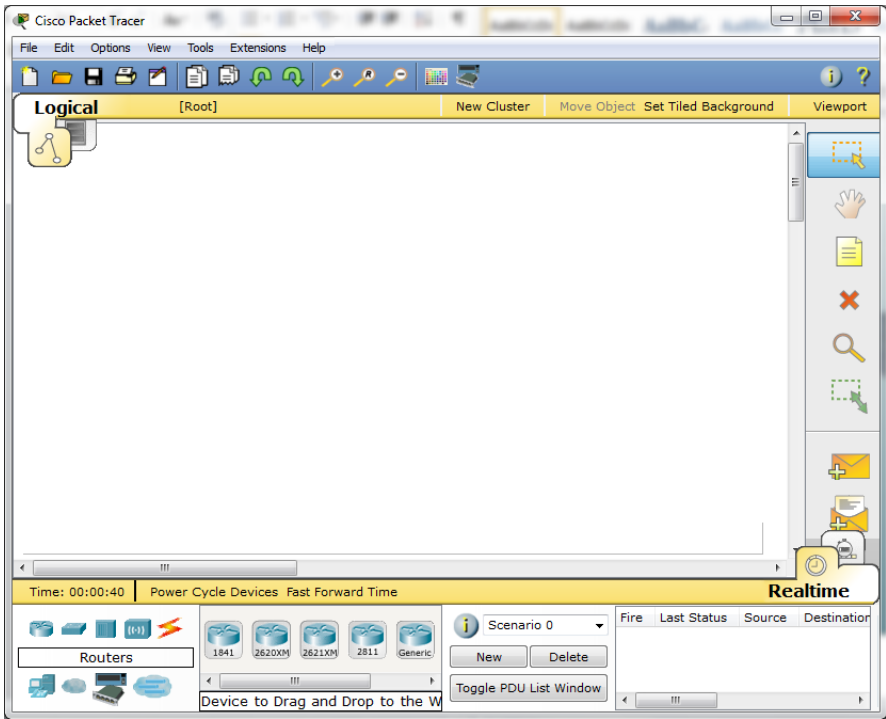 Cisco Packet Tracer
File Edit Options View Tools Extensions Help
Logical [Root] New Cluster Move Object Set Tiled Background Viewport
Time: 00:00:40 Power Cycle Devices Fast Forward Time Realtime
Routers
1841 2620XM 2621XM 2811 Generic
Device to Drag and Drop to the W
Scenario 0
New Delete
Toggle PDU List Window
Fire Last Status Source Destination